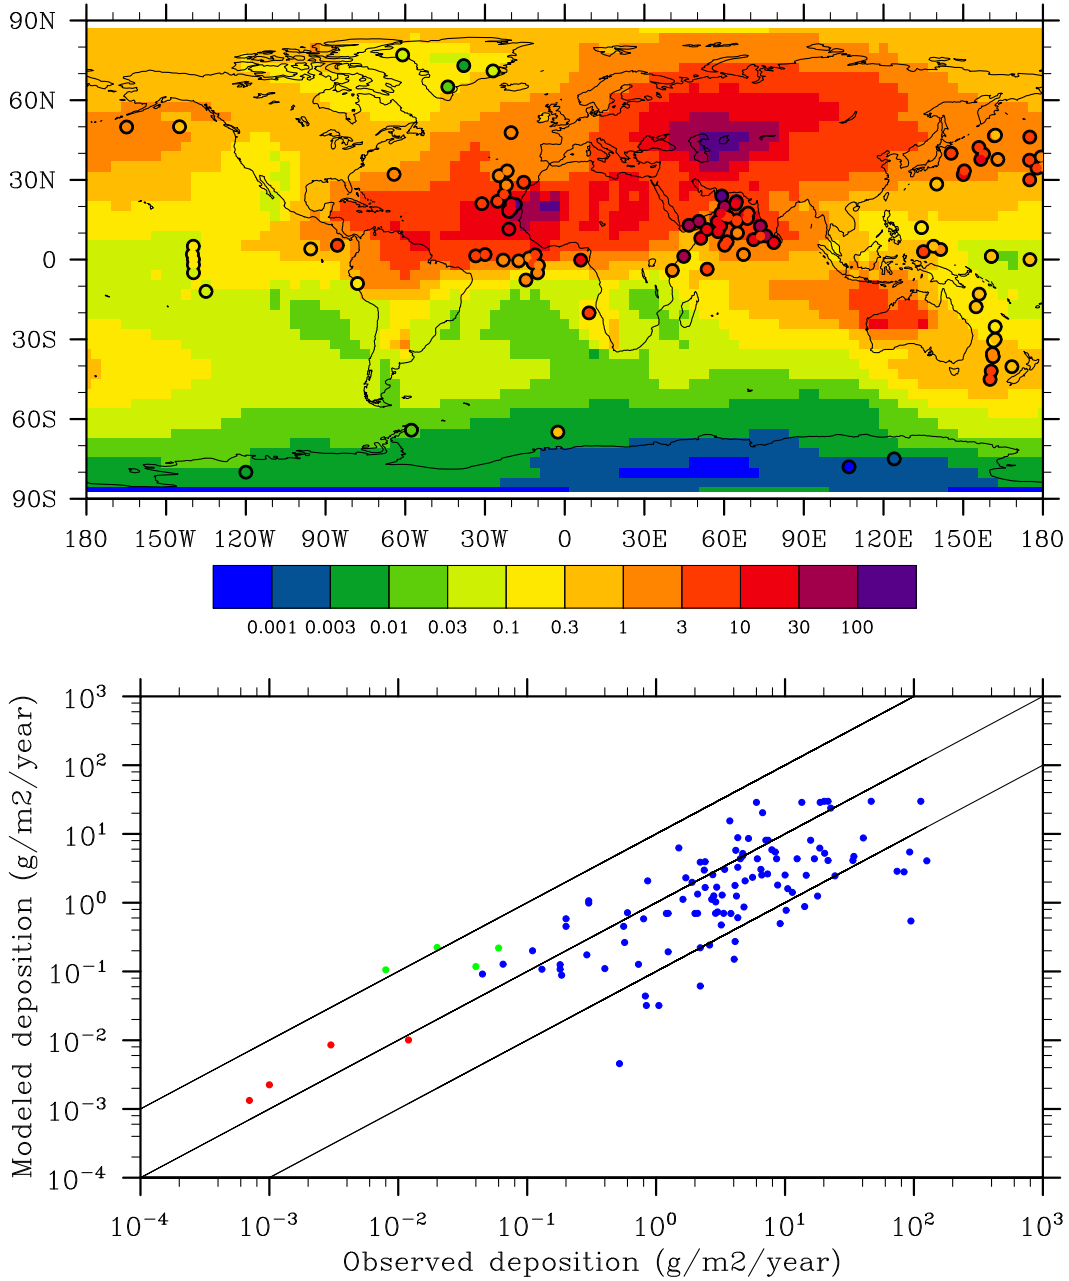 90N
60N
30N
0
30S
60S
90S
180 150W 120W 90W 60W 30W 0 30E 60E 90E 120E 150E 180
0.001 0.003 0.01 0.03 0.1 0.3 1 3 10 30 100
Modeled deposition (g/m2/year)
10³
10²
10¹
10⁰
10⁻¹
10⁻²
10⁻³
10⁻⁴
10⁻⁴ 10⁻³ 10⁻² 10⁻¹ 10⁰ 10¹ 10² 10³
Observed deposition (g/m2/year)